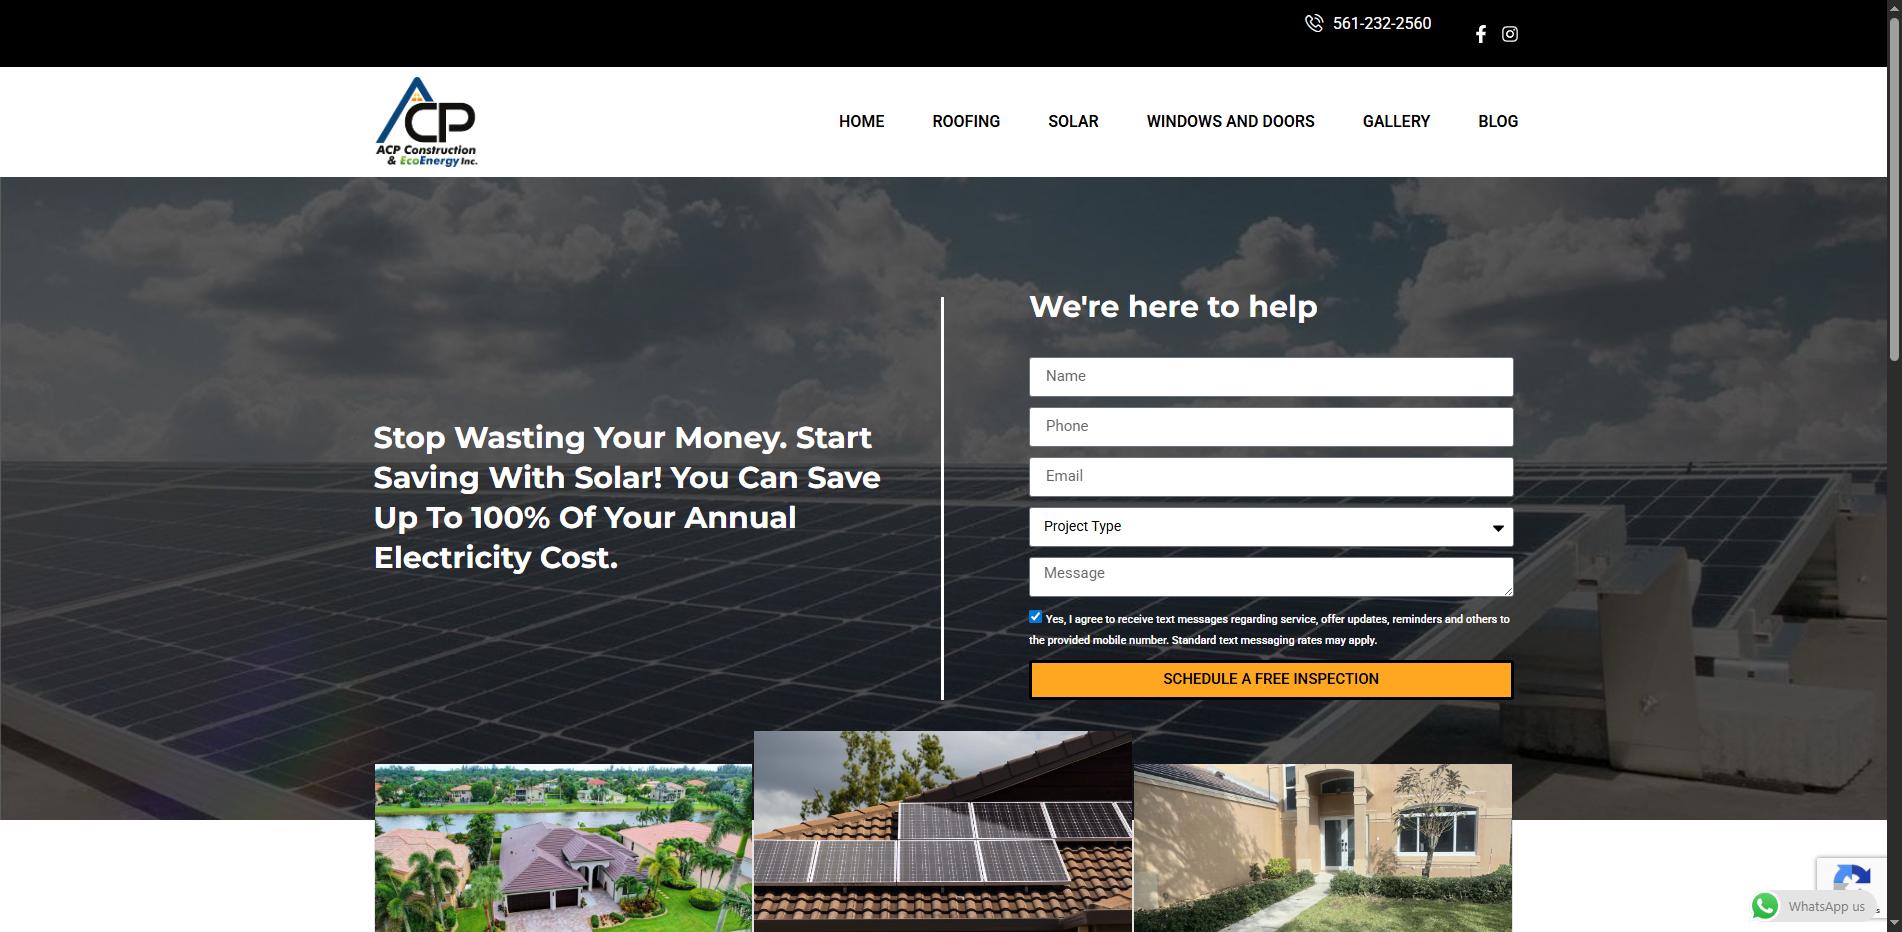 561-232-2560
ACP
ACP Construction
& EcoEnergy Inc.
HOME
ROOFING
SOLAR
WINDOWS AND DOORS
GALLERY
BLOG
Stop Wasting Your Money. Start
Saving With Solar! You Can Save
Up To 100% Of Your Annual
Electricity Cost.
We're here to help
Name
Phone
Email
Project Type
Message
Yes, I agree to receive text messages regarding service, offer updates, reminders and others to
the provided mobile number. Standard text messaging rates may apply.
SCHEDULE A FREE INSPECTION
WhatsApp us